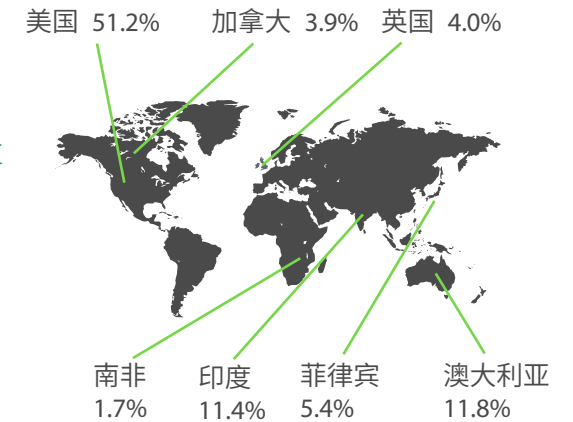 美国 51.2%
加拿大 3.9%
英国 4.0%
南非
1.7%
印度
11.4%
菲律宾
5.4%
澳大利亚
11.8%